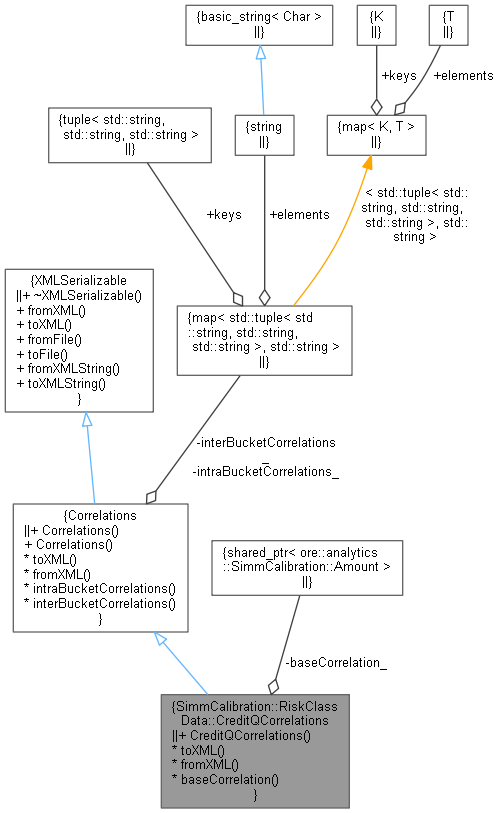 {basic_string< Char >
||}
{K
||}
{T
||}
+keys
+elements
{tuple< std::string,
std::string, std::string >
||}
{string
||}
{map< K, T >
||}
+keys
+elements
< std::tuple< std::
string, std::string,
std::string >, std::
string >
{XMLSerializable
||+ ~XMLSerializable()
+ fromXML()
+ toXML()
+ fromFile()
+ toFile()
+ fromXMLString()
+ toXMLString()
}
{map< std::tuple< std
::string, std::string,
std::string >, std::string >
||}
-interBucketCorrelations
_
-intraBucketCorrelations_
{Correlations
||+ Correlations()
+ Correlations()
* toXML()
* fromXML()
* intraBucketCorrelations()
* interBucketCorrelations()
}
{shared_ptr< ore::analytics
::SimmCalibration::Amount >
||}
-baseCorrelation_
{SimmCalibration::RiskClass
Data::CreditQCorrelations
||+ CreditQCorrelations()
* toXML()
* fromXML()
* baseCorrelation()
}